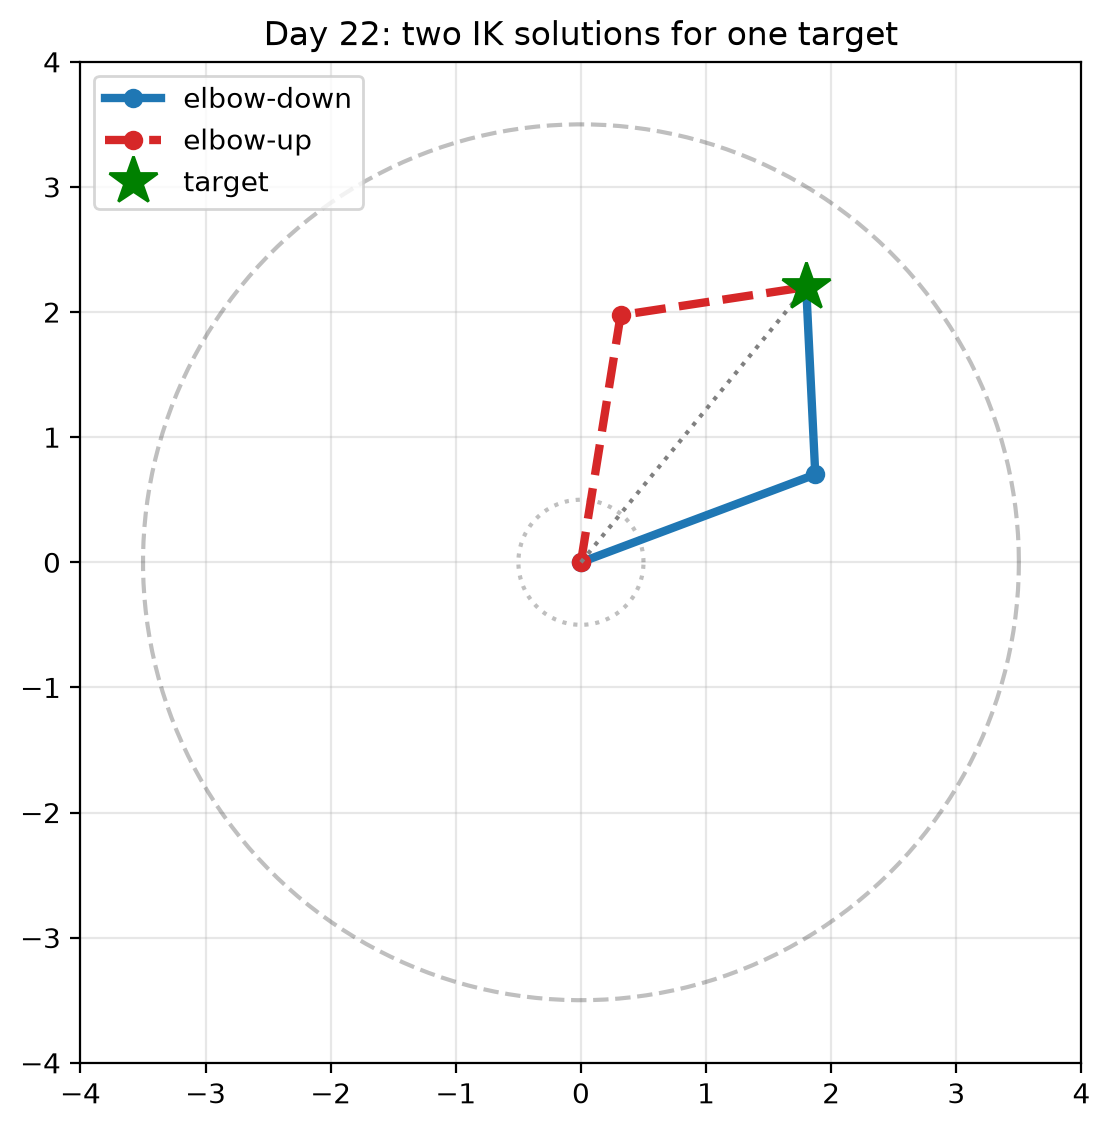 Day 22: two IK solutions for one target
elbow-down
elbow-up
target
4
3
2
1
0
−1
−2
−3
−4
−4 −3 −2 −1 0 1 2 3 4